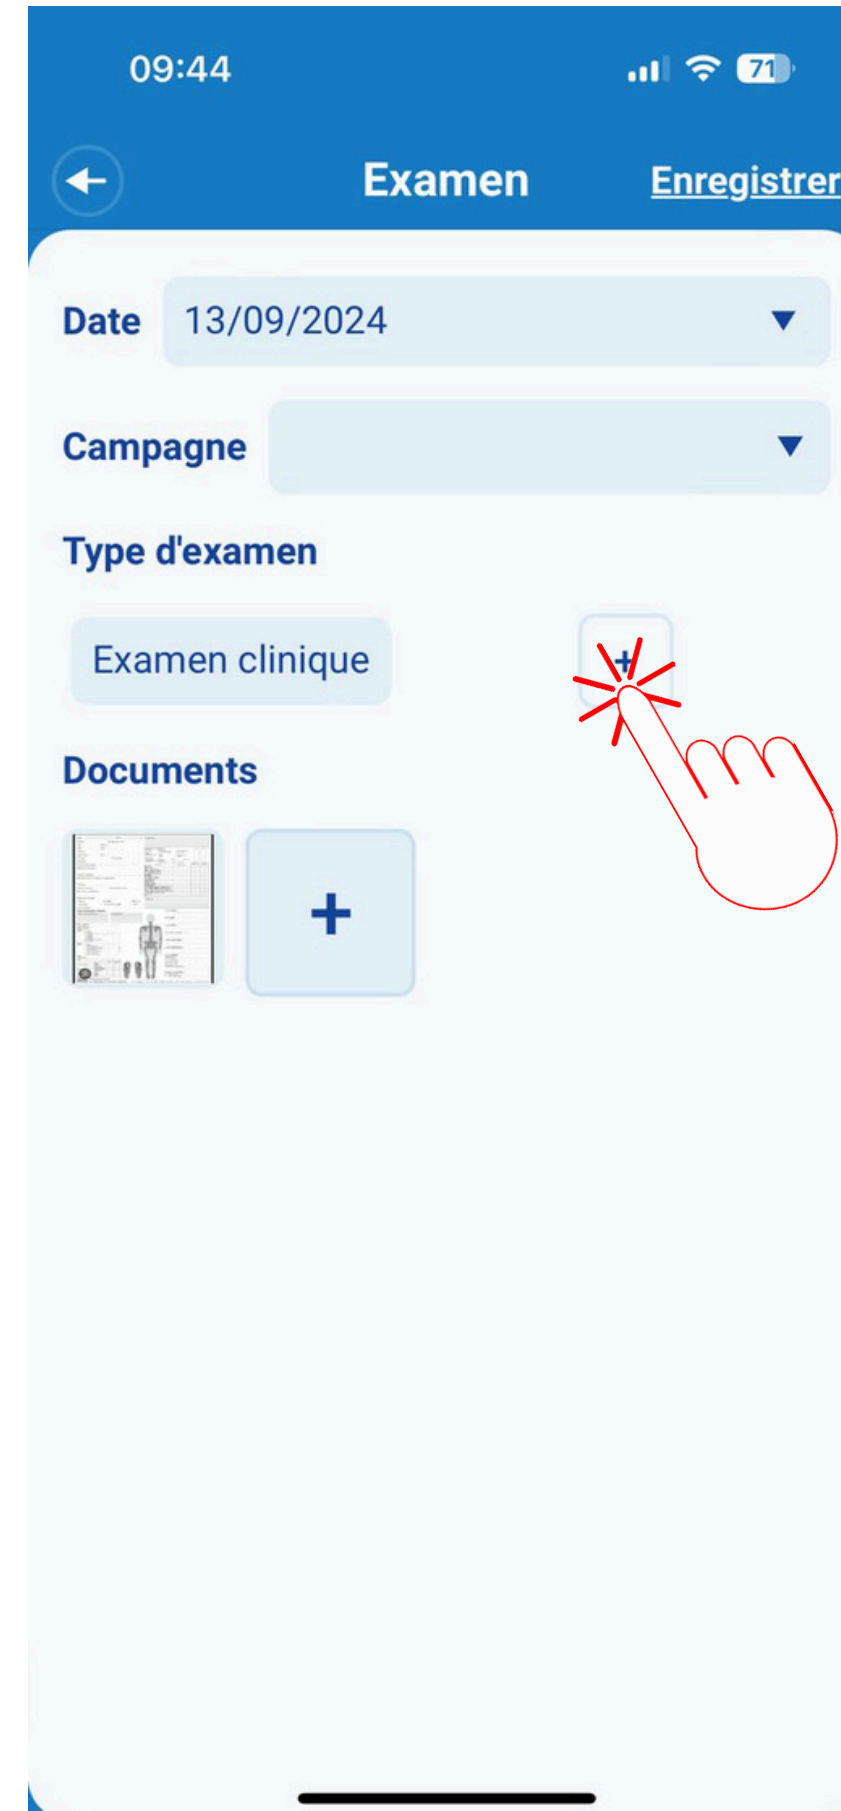 09:44
71
Examen
Enregistrer
Date
13/09/2024
Campagne
Type d'examen
Examen clinique
+
Documents
+